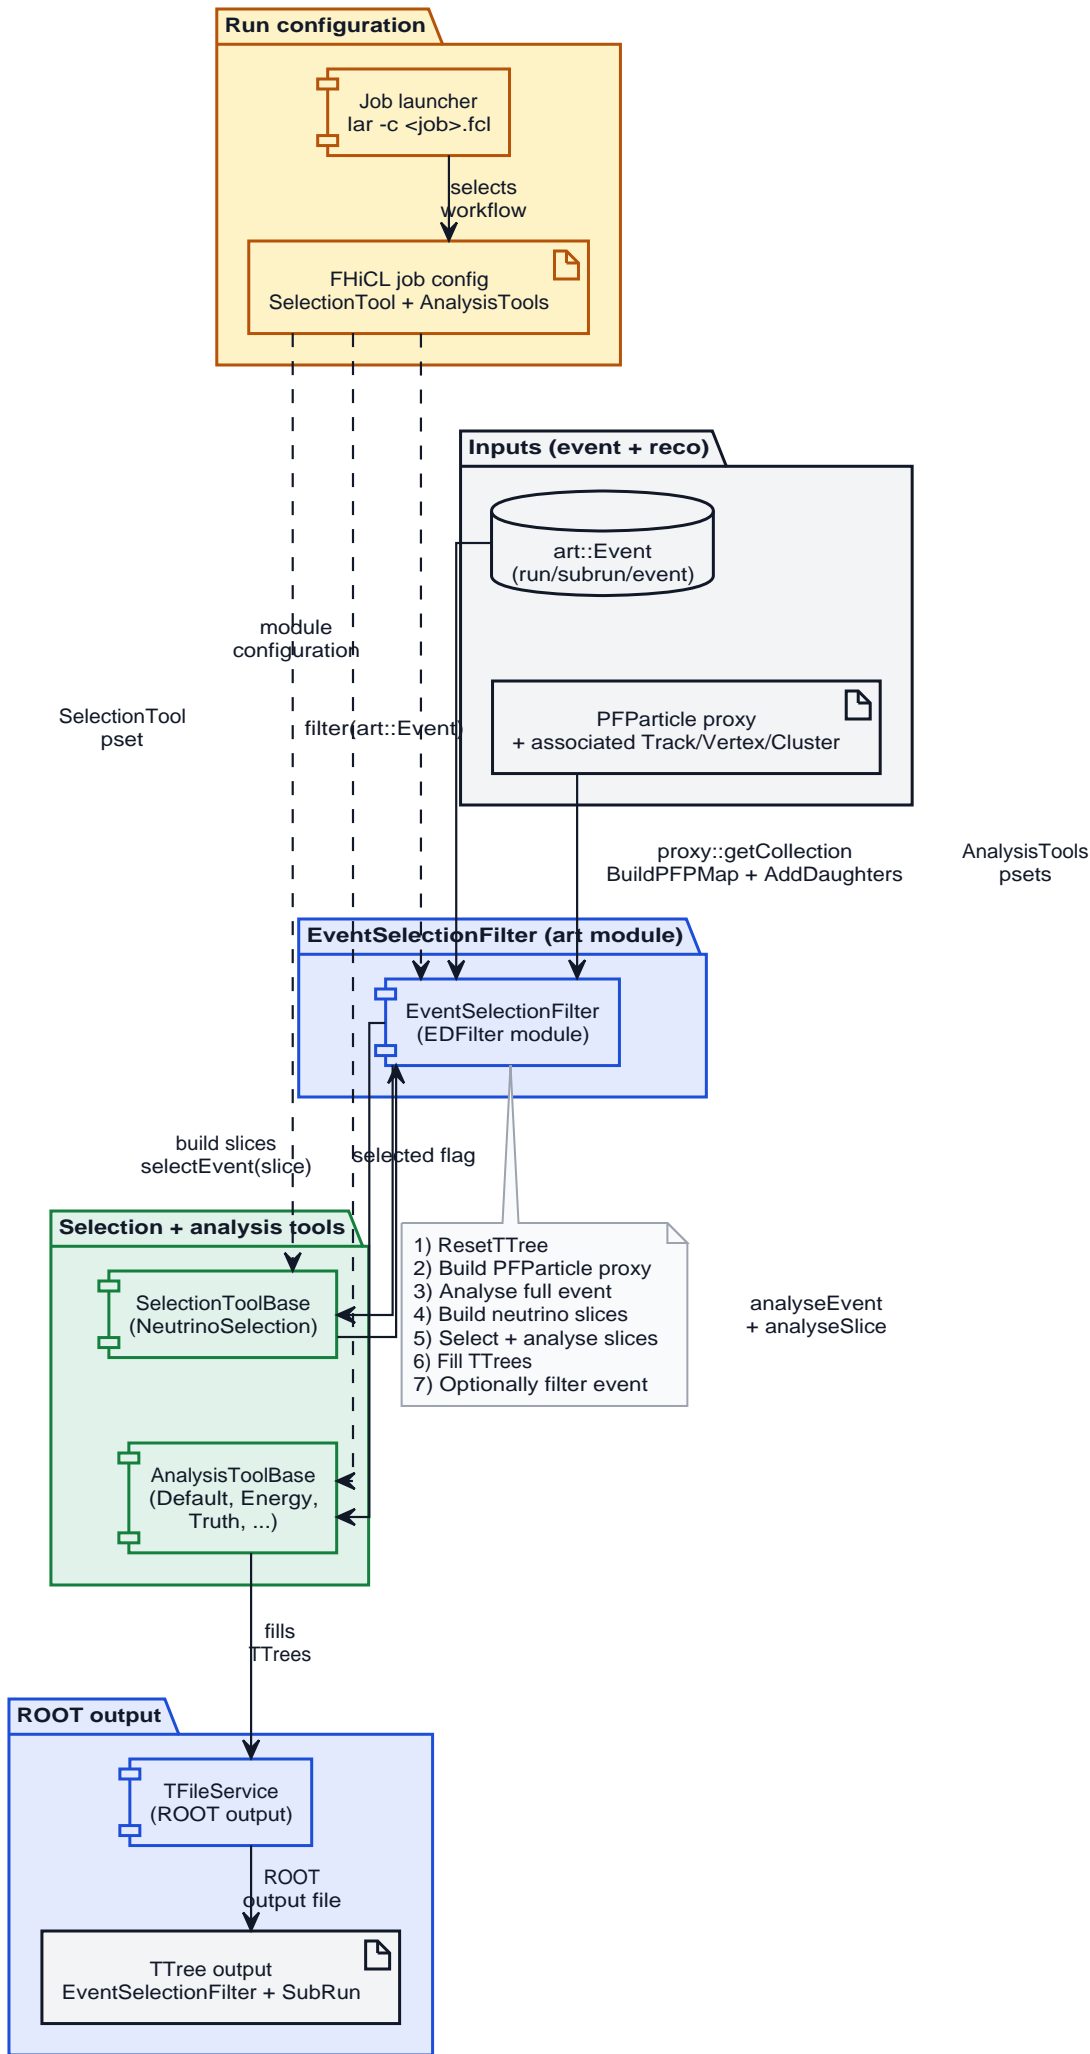 Run configuration
Job launcher
lar -c <job>.fcl
selects
workflow
FHiCL job config
SelectionTool + AnalysisTools
Inputs (event + reco)
art::Event
(run/subrun/event)
module
configuration
SelectionTool
pset
filter(art::Event)
PFParticle proxy
+ associated Track/Vertex/Cluster
proxy::getCollection
BuildPFPMap + AddDaughters
AnalysisTools
psets
EventSelectionFilter (art module)
EventSelectionFilter
(EDFilter module)
build slices
selectEvent(slice)
selected flag
Selection + analysis tools
SelectionToolBase
(NeutrinoSelection)
1) ResetTTree
2) Build PFParticle proxy
3) Analyse full event
4) Build neutrino slices
5) Select + analyse slices
6) Fill TTrees
7) Optionally filter event
analyseEvent
+ analyseSlice
AnalysisToolBase
(Default, Energy,
Truth, ...)
fills
TTrees
ROOT output
TFileService
(ROOT output)
ROOT
output file
TTree output
EventSelectionFilter + SubRun